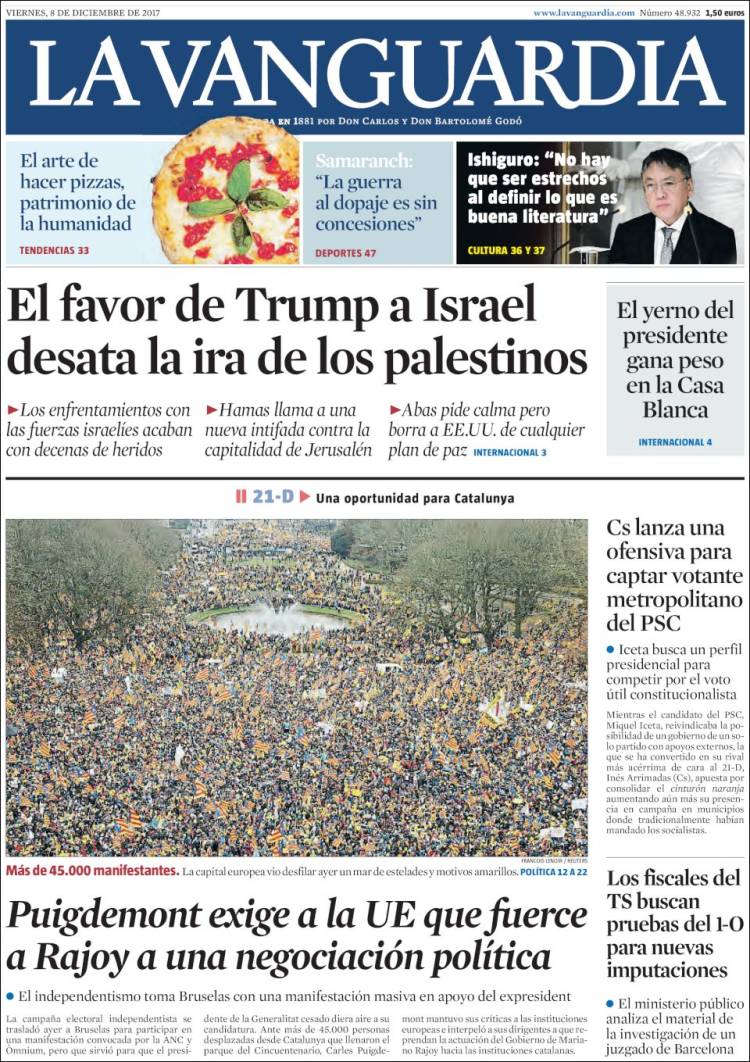 VIERNES, 8 DE DICIEMBRE DE 2017
www.lavanguardia.com Número 48.932 1,50 euros
LA VANGUARDIA
EN 1881 POR DON CARLOS Y DON BARTOLOMÉ GODÓ
El arte de
hacer pizzas,
patrimonio de
la humanidad
TENDENCIAS 33
Samaranch:
“La guerra
al dopaje es sin
concesiones”
DEPORTES 47
Ishiguro: “No hay
que ser estrechos
al definir lo que es
buena literatura”
CULTURA 36 Y 37
El favor de Trump a Israel
desata la ira de los palestinos
►Los enfrentamientos con
las fuerzas israelíes acaban
con decenas de heridos
►Hamas llama a una
nueva intifada contra la
capitalidad de Jerusalén
►Abas pide calma pero
borra a EE.UU. de cualquier
plan de paz INTERNACIONAL 3
El yerno del
presidente
gana peso
en la Casa
Blanca
INTERNACIONAL 4
21-D ► Una oportunidad para Catalunya
FRANCOIS LENOIR / REUTERS
Más de 45.000 manifestantes. La capital europea vio desfilar ayer un mar de estelades y motivos amarillos. POLÍTICA 12 A 22
Puigdemont exige a la UE que fuerce
a Rajoy a una negociación política
● El independentismo toma Bruselas con una manifestación masiva en apoyo del expresident
La campaña electoral independentista se
trasladó ayer a Bruselas para participar en
una manifestación convocada por la ANC y
Òmnium, pero que sirvió para que el presi-
dente de la Generalitat cesado diera aire a su
candidatura. Ante más de 45.000 personas
desplazadas desde Catalunya que llenaron el
parque del Cincuentenario, Carles Puigde-
mont mantuvo sus críticas a las instituciones
europeas e interpeló a sus dirigentes a que re-
prendan la actuación del Gobierno de Maria-
no Rajoy hacia las instituciones catalanas.
Cs lanza una
ofensiva para
captar votante
metropolitano
del PSC
● Iceta busca un perfil
presidencial para
competir por el voto
útil constitucionalista
Mientras el candidato del PSC,
Miquel Iceta, reivindicaba la po-
sibilidad de un gobierno de un so-
lo partido con apoyos externos, la
que se ha convertido en su rival
más acérrima de cara al 21-D,
Inés Arrimadas (Cs), apuesta por
consolidar el cinturón naranja
aumentando aún más su presen-
cia en campaña en municipios
donde tradicionalmente habían
mandado los socialistas.
Los fiscales del
TS buscan
pruebas del 1-O
para nuevas
imputaciones
● El ministerio público
analiza el material de
la investigación de un
juzgado de Barcelona